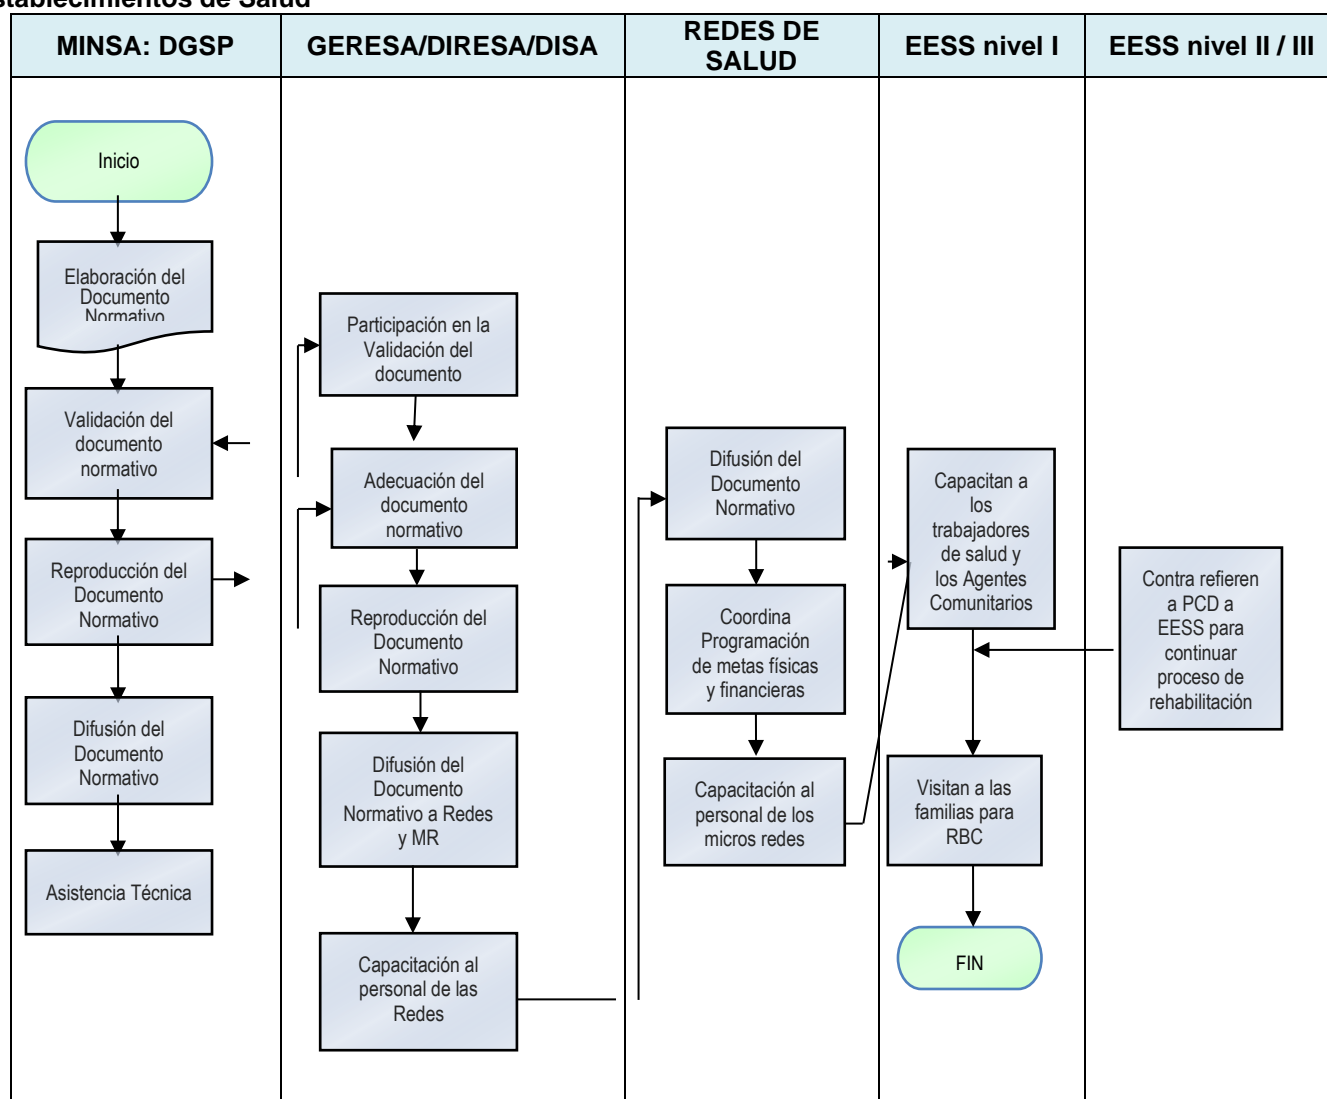 stablecimientos de Salud
MINSA: DGSP
GERESA/DIRESA/DISA
REDES DE
SALUD
EESS nivel I
EESS nivel II / III
Inicio
Elaboración del
Documento
Normativo
Validación del
documento
normativo
Reproducción del
Documento
Normativo
Difusión del
Documento
Normativo
Asistencia Técnica
Participación en la
Validación del
documento
Adecuación del
documento
normativo
Reproducción del
Documento
Normativo
Difusión del
Documento
Normativo a Redes
y MR
Capacitación al
personal de las
Redes
Difusión del
Documento
Normativo
Coordina
Programación
de metas físicas
y financieras
Capacitación al
personal de los
micros redes
Capacitan a
los
trabajadores
de salud y
los Agentes
Comunitarios
Visitan a las
familias para
RBC
FIN
Contra refieren
a PCD a
EESS para
continuar
proceso de
rehabilitación